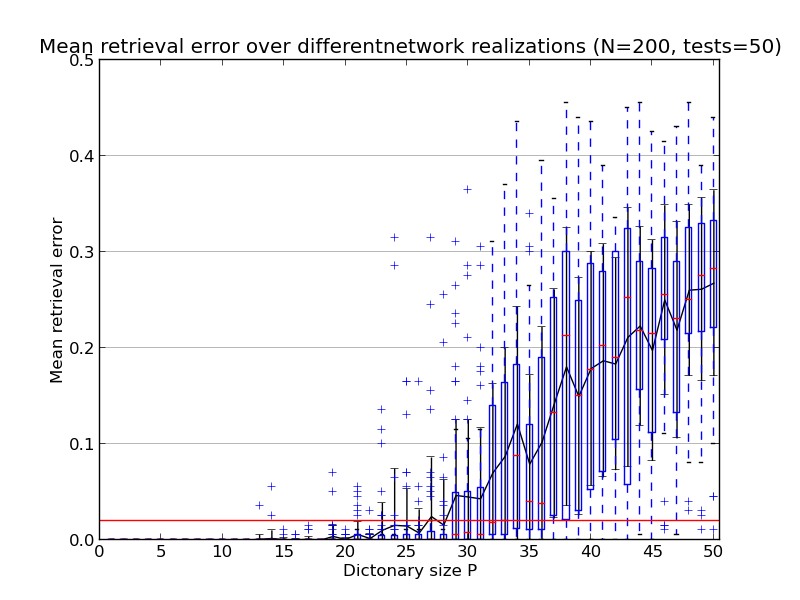 Mean retrieval error over differentnetwork realizations (N=200, tests=50)
0.5
0.4
0.3
0.2
0.1
0.0
Mean retrieval error
0 5 10 15 20 25 30 35 40 45 50
Dictonary size P